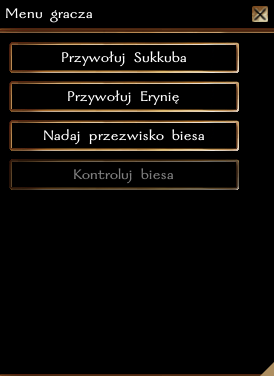 Menu gracza
Przywołuj Sukkuba
Przywołuj Erynię
Nadaj przezwisko biesa
Kontroluj biesa